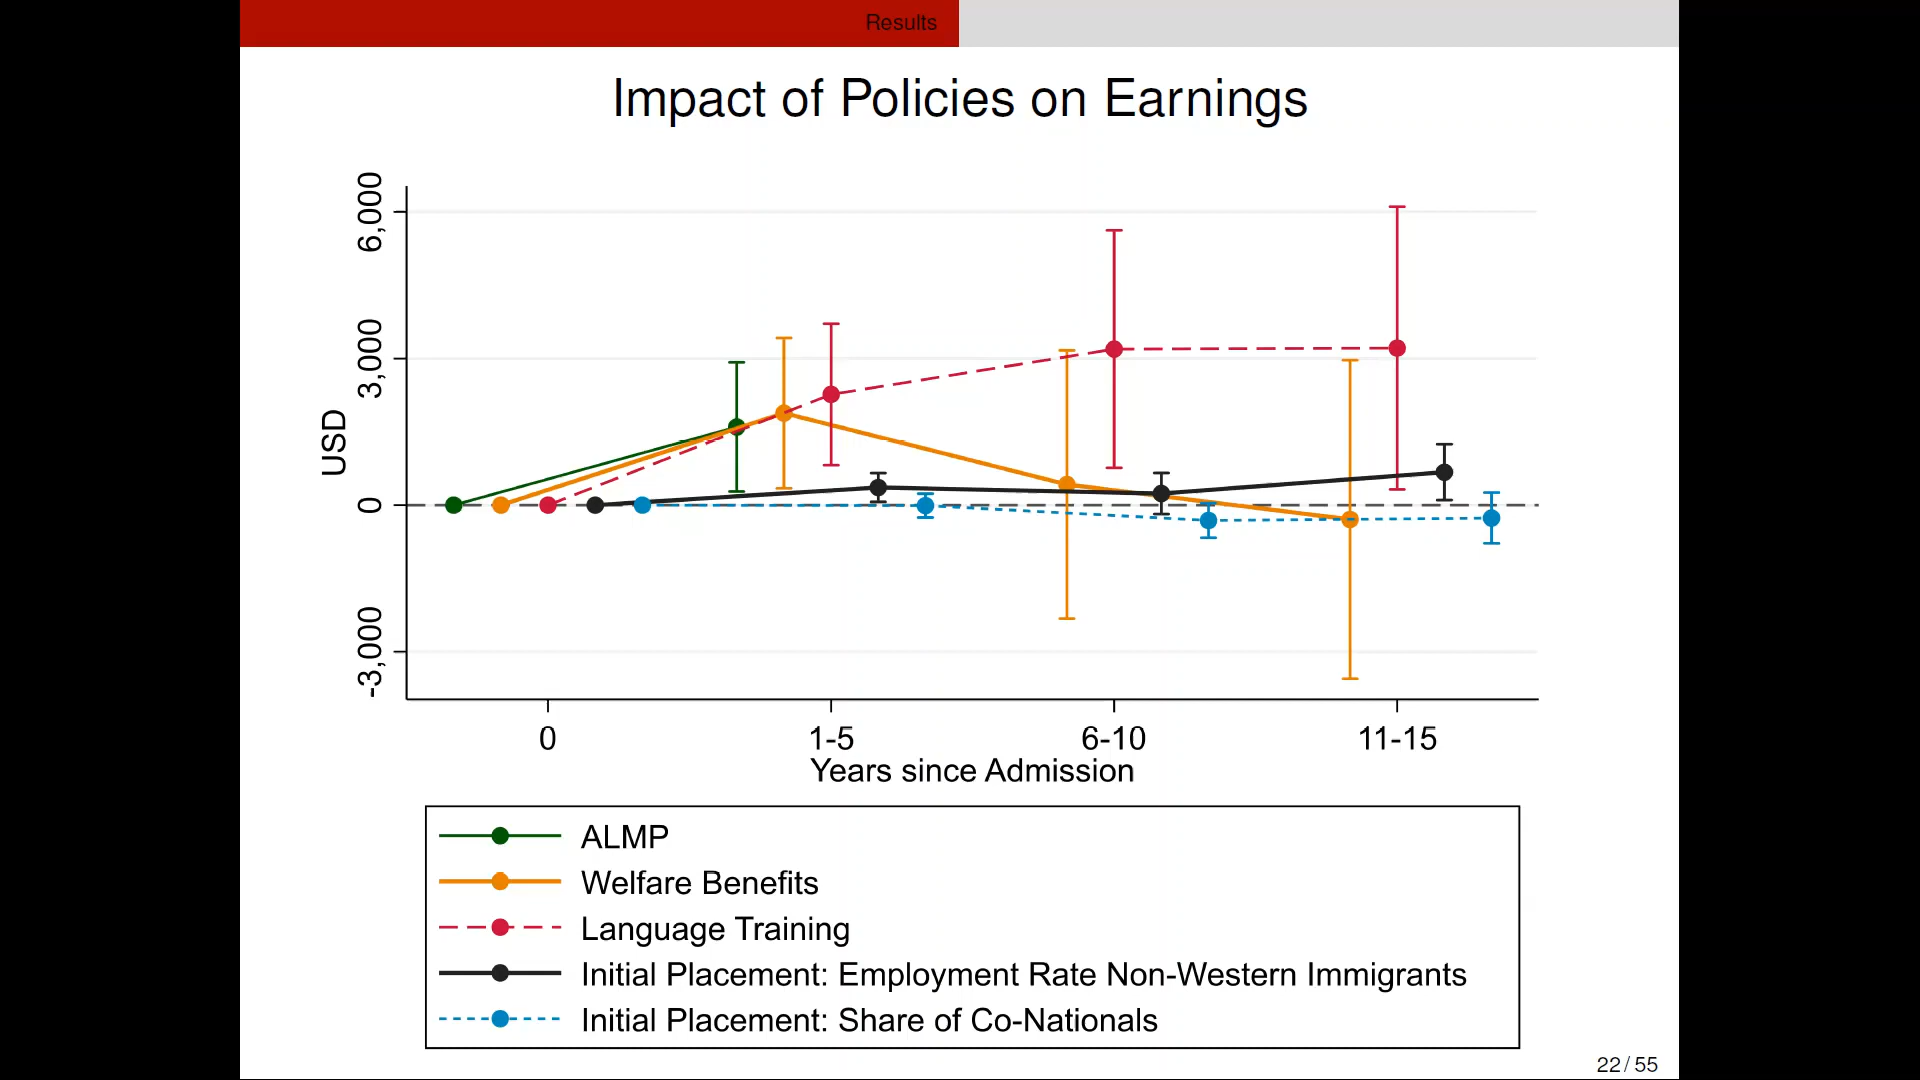 Results
Impact of Policies on Earnings
6,000
3,000
0
-3,000
USD
0 1-5 6-10 11-15
Years since Admission
ALMP
Welfare Benefits
Language Training
Initial Placement: Employment Rate Non-Western Immigrants
Initial Placement: Share of Co-Nationals
22 / 55